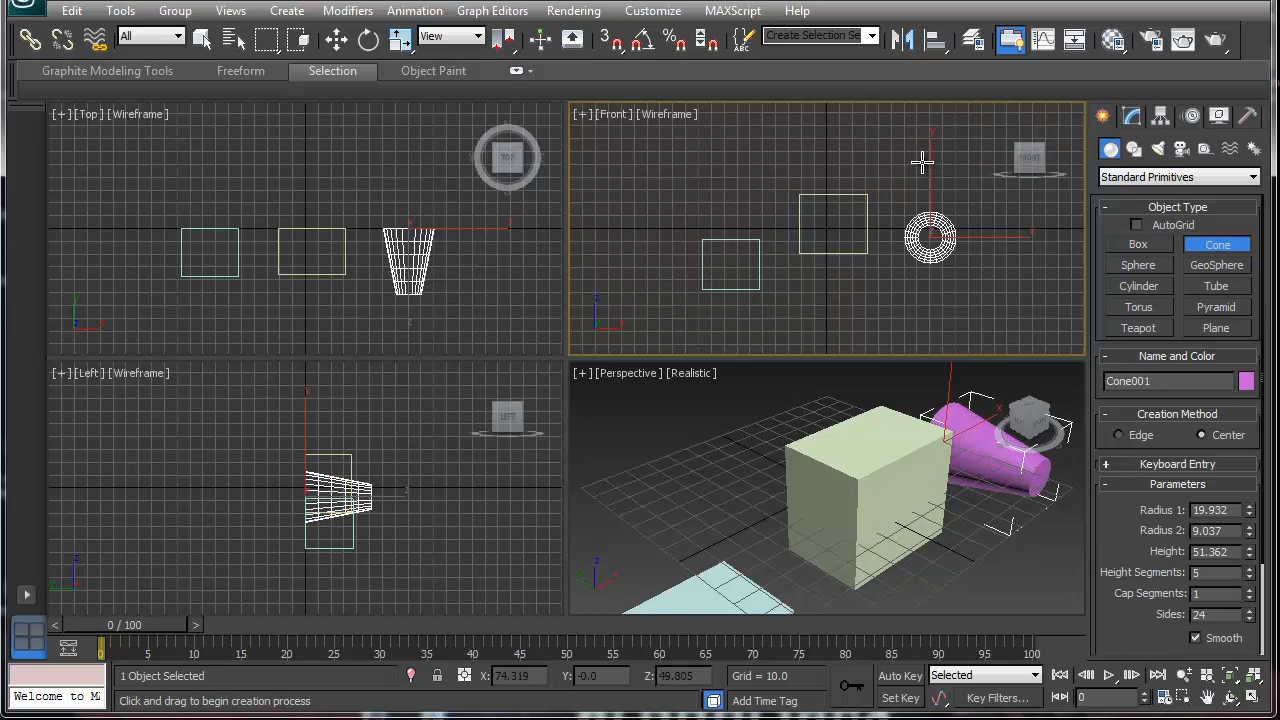 Edit Tools Group Views Create Modifiers Animation Graph Editors Rendering Customize MAXScript Help
All View 3 Create Selection Se
Graphite Modeling Tools Freeform Selection Object Paint
[+][Top][Wireframe]
TOP
[+][Front][Wireframe]
FRONT
[+][Left][Wireframe]
LEFT
[+][Perspective][Realistic]
Standard Primitives
Object Type
AutoGrid
Box Cone
Sphere GeoSphere
Cylinder Tube
Torus Pyramid
Teapot Plane
Name and Color
Cone001
Creation Method
Edge Center
Keyboard Entry
Parameters
Radius 1: 19.932
Radius 2: 9.037
Height: 51.362
Height Segments: 5
Cap Segments: 1
Sides: 24
Smooth
< 0 / 100 >
0 5 10 15 20 25 30 35 40 45 50 55 60 65 70 75 80 85 90 95 100
1 Object Selected X: 74.319 Y: -0.0 Z: 49.805 Grid = 10.0 Auto Key Selected
Welcome to M Click and drag to begin creation process Add Time Tag Set Key Key Filters... 0